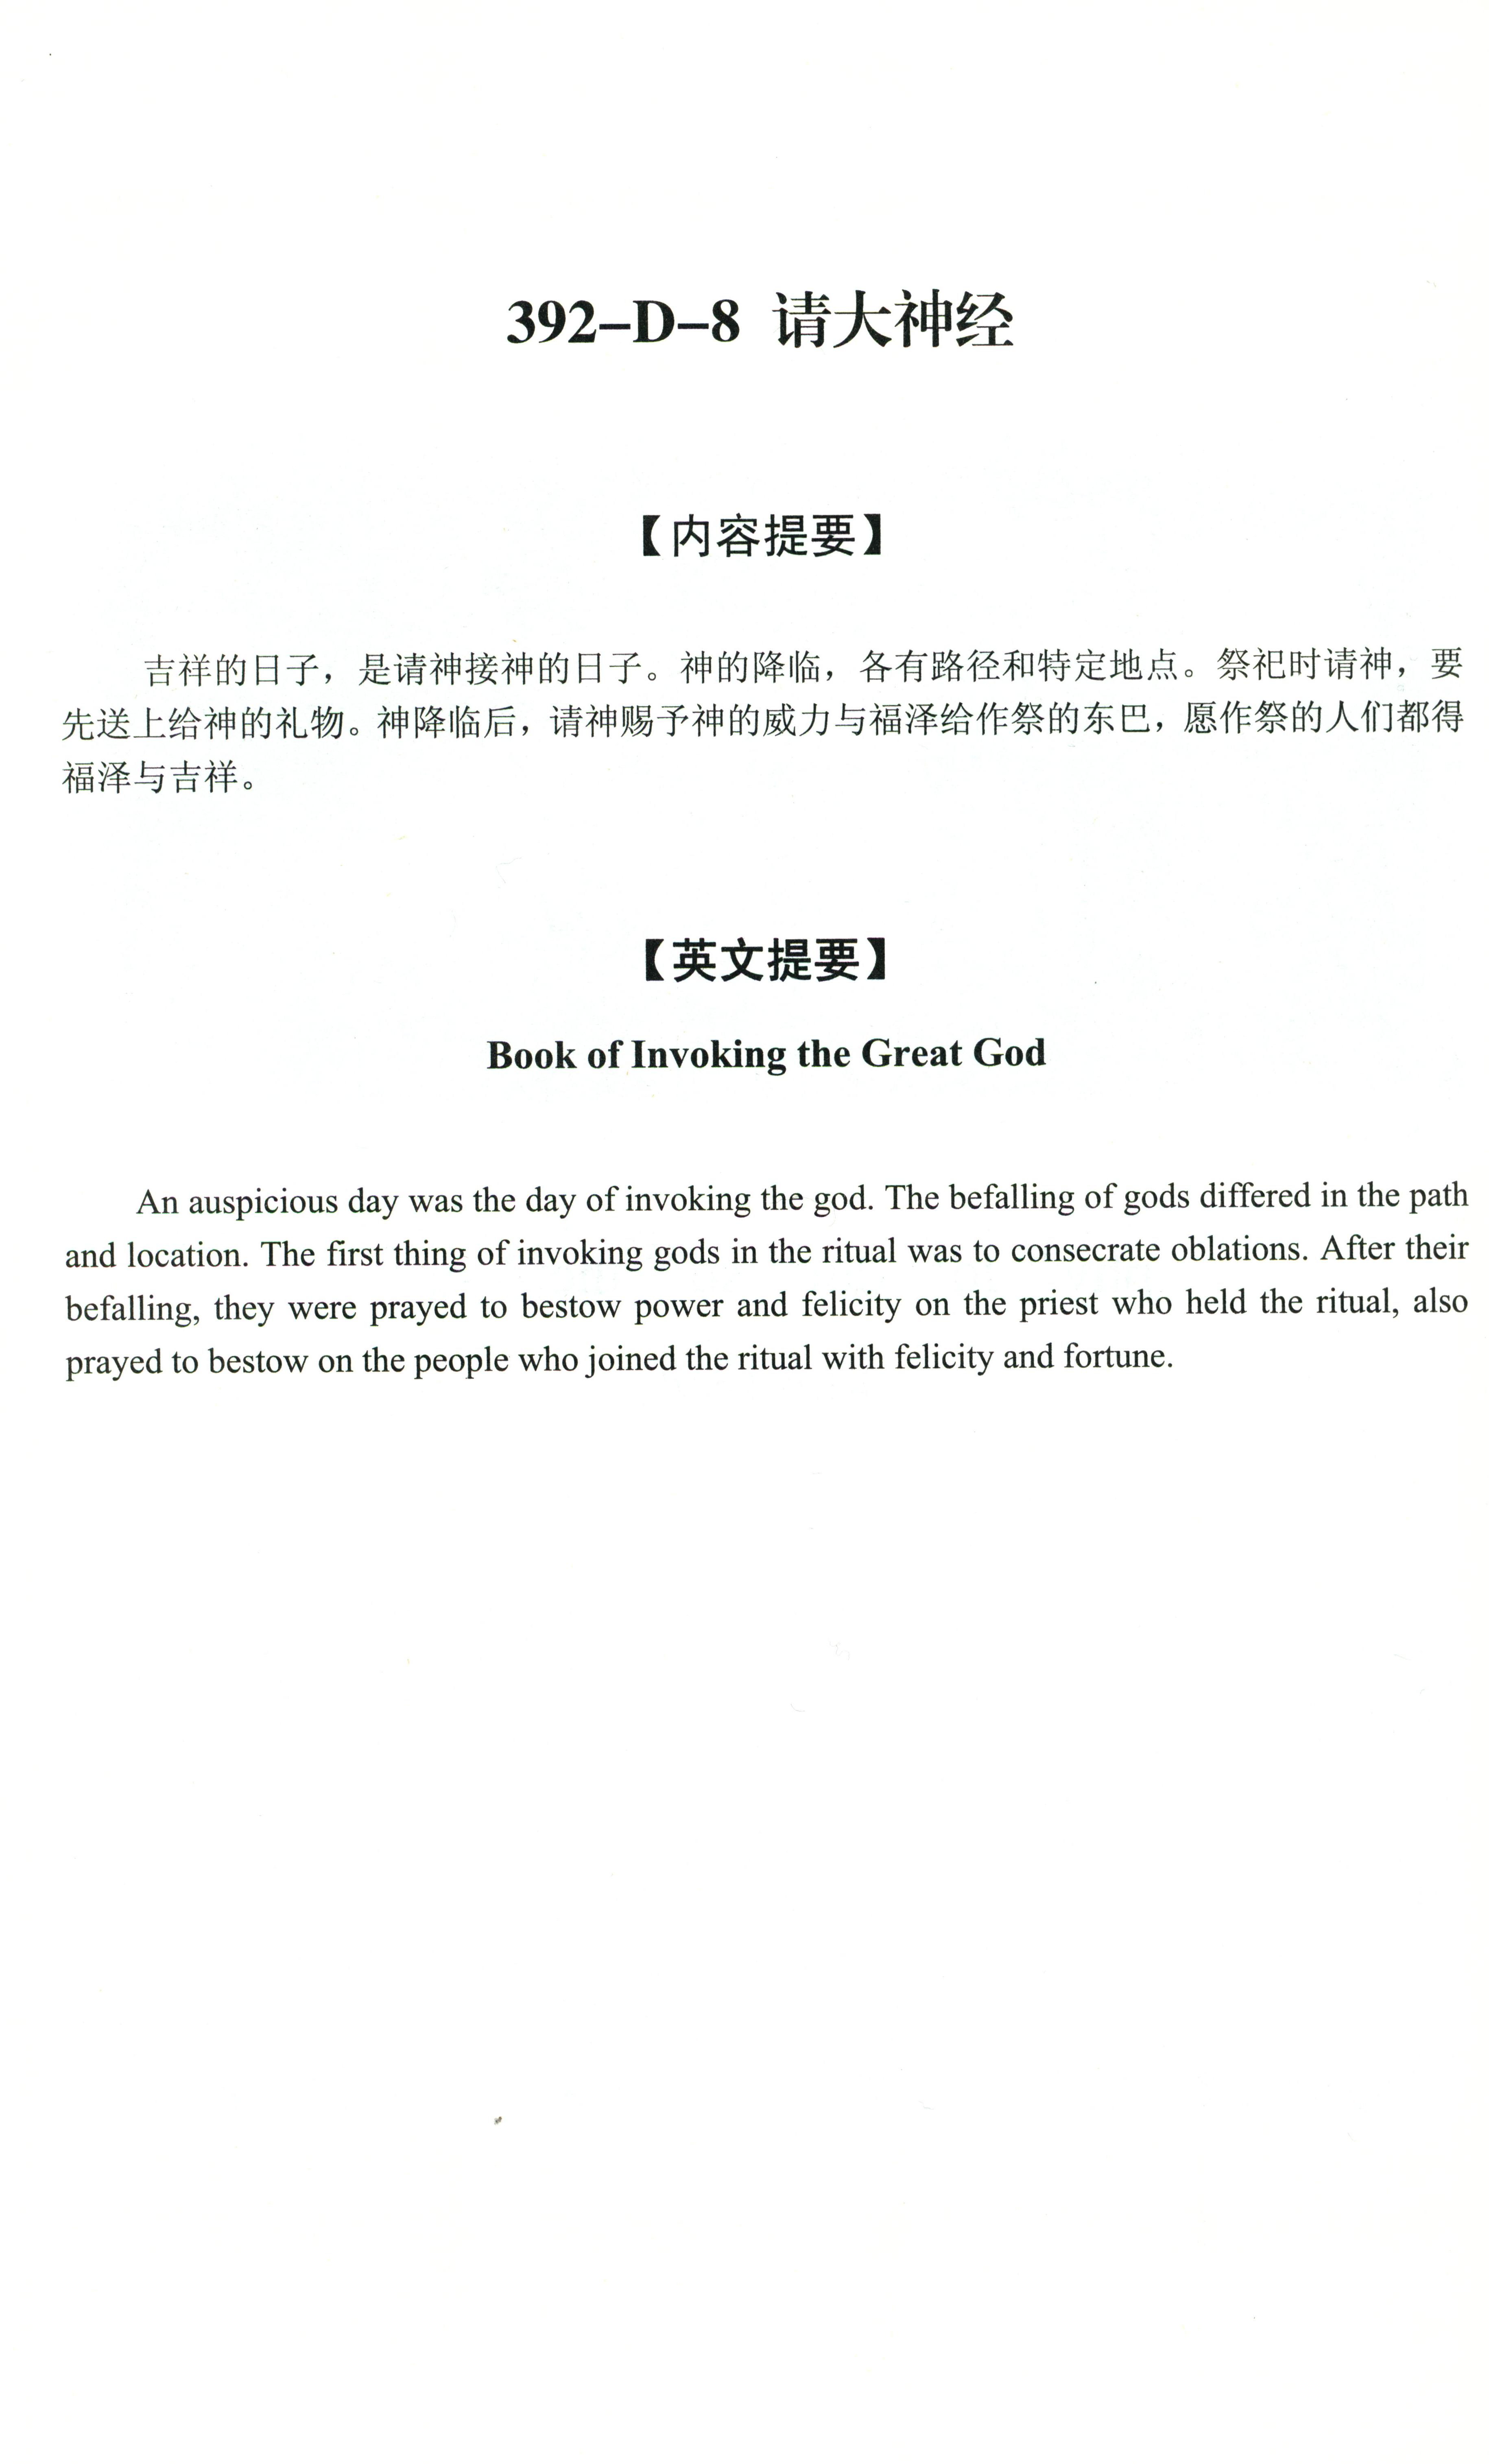 392-D-8 请大神经
【内容提要】
吉祥的日子，是请神接神的日子。神的降临，各有路径和特定地点。祭祀时请神，要
先送上给神的礼物。神降临后，请神赐予神的威力与福泽给作祭的东巴，愿作祭的人们都得
福泽与吉祥。
【英文提要】
Book of Invoking the Great God
An auspicious day was the day of invoking the god. The befalling of gods differed in the path
and location. The first thing of invoking gods in the ritual was to consecrate oblations. After their
befalling, they were prayed to bestow power and felicity on the priest who held the ritual, also
prayed to bestow on the people who joined the ritual with felicity and fortune.